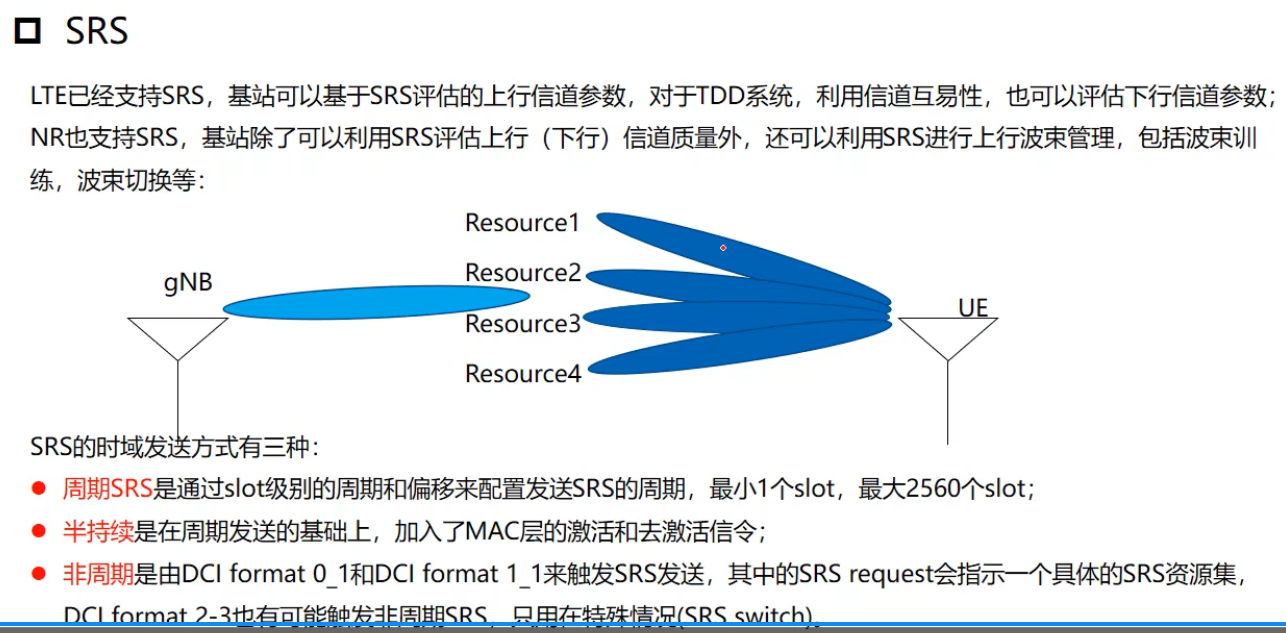 SRS
LTE已经支持SRS，基站可以基于SRS评估的上行信道参数，对于TDD系统，利用信道互易性，也可以评估下行信道参数；
NR也支持SRS，基站除了可以利用SRS评估上行（下行）信道质量外，还可以利用SRS进行上行波束管理，包括波束训
练，波束切换等：
Resource1
Resource2
gNB
UE
Resource3
Resource4
SRS的时域发送方式有三种：
周期SRS是通过slot级别的周期和偏移来配置发送SRS的周期，最小1个slot，最大2560个slot；
半持续是在周期发送的基础上，加入了MAC层的激活和去激活信令；
非周期是由DCI format 0_1和DCI format 1_1来触发SRS发送，其中的SRS request会指示一个具体的SRS资源集，
DCI format 2-3也有可能触发非周期SRS，只用在特殊情况(SRS switch)。